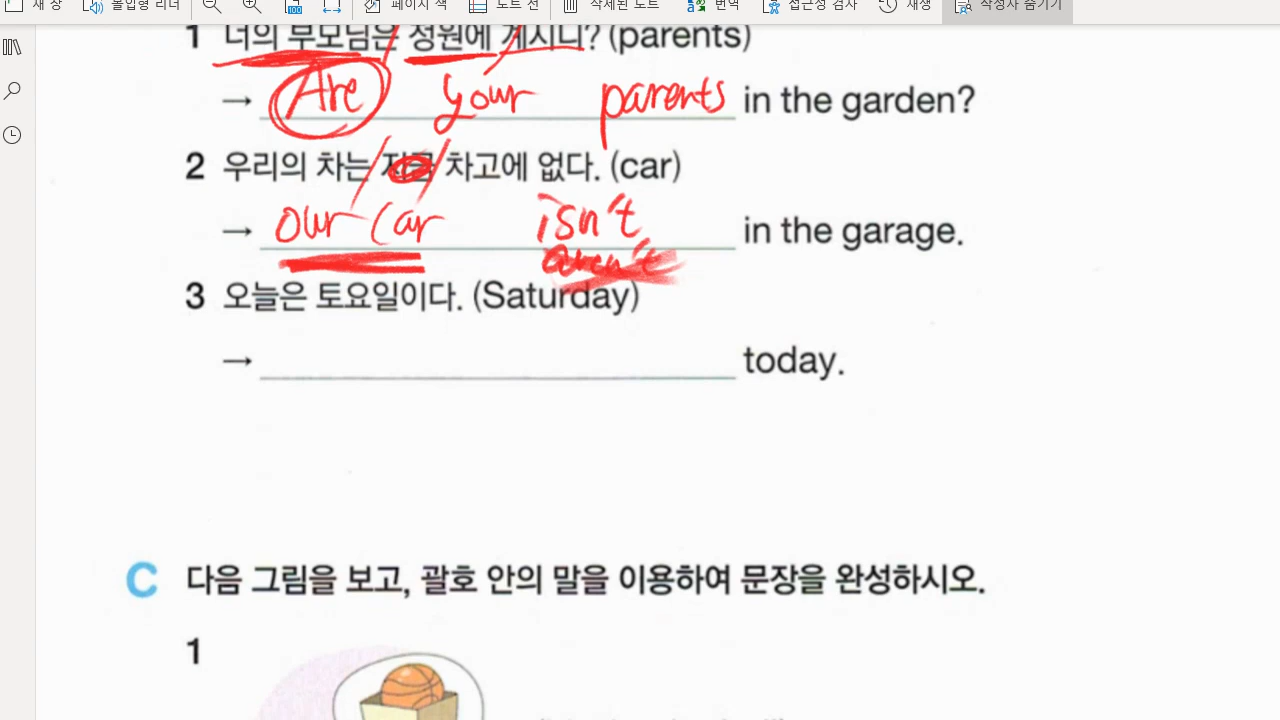 새 창 몰입형 리더 페이지 색 노트 선 삭제된 노트 번역 접근성 검사 재생 작성자 숨기기
1 너의 부모님은 정원에 계시니? (parents)
→ Are your parents in the garden?
2 우리의 차는 지금 차고에 없다. (car)
→ our car isn't in the garage.
aren't
3 오늘은 토요일이다. (Saturday)
→ today.
C 다음 그림을 보고, 괄호 안의 말을 이용하여 문장을 완성하시오.
1